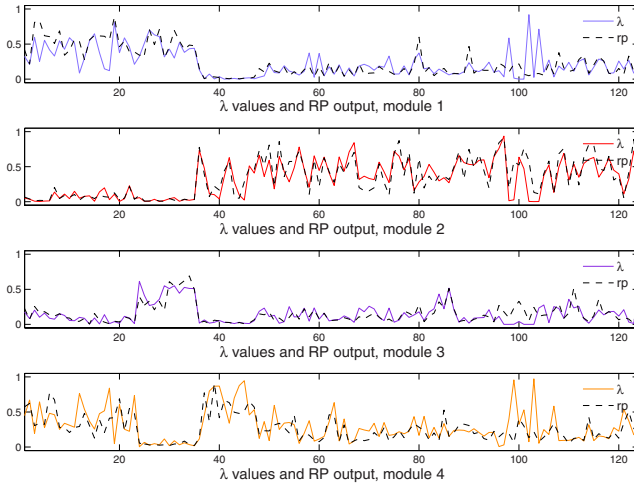 1
λ
0.5
rp
0
20 40 60 80 100 120
λ values and RP output, module 1
1
λ
0.5
rp
0
20 40 60 80 100 120
λ values and RP output, module 2
1
λ
0.5
rp
0
20 40 60 80 100 120
λ values and RP output, module 3
1
λ
0.5
rp
0
20 40 60 80 100 120
λ values and RP output, module 4